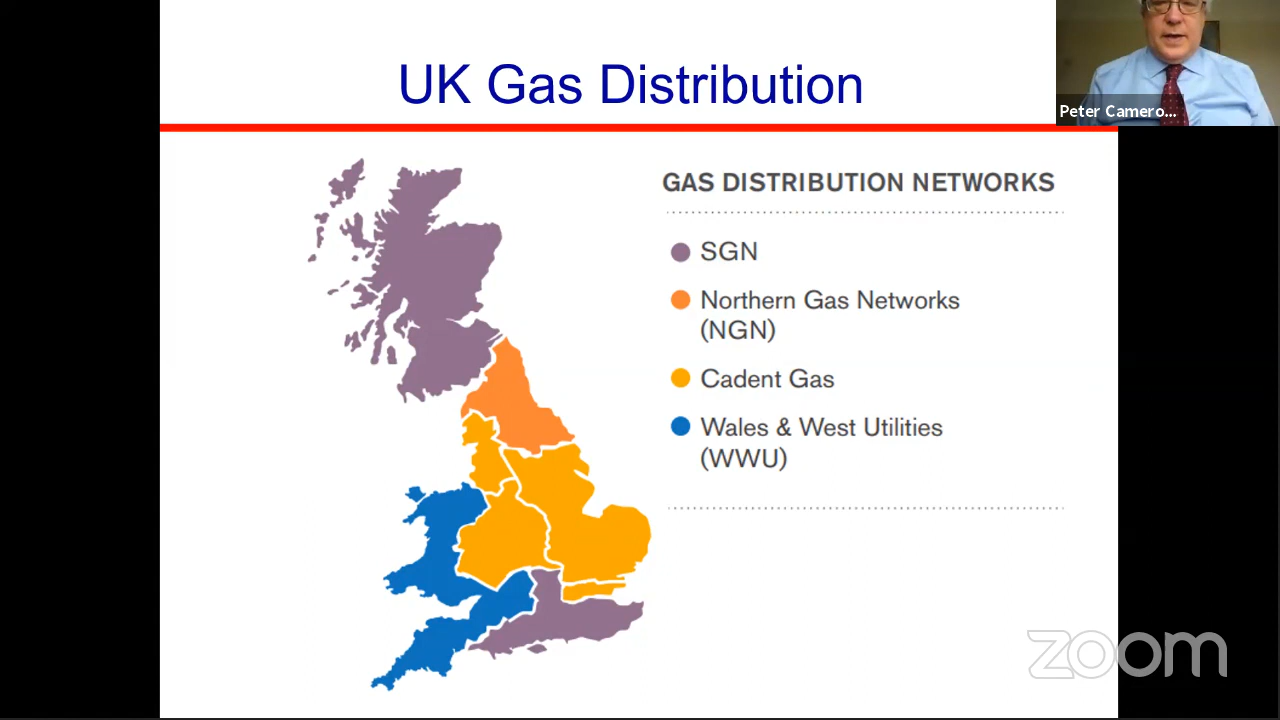 UK Gas Distribution
Peter Camero...
GAS DISTRIBUTION NETWORKS
SGN
Northern Gas Networks
(NGN)
Cadent Gas
Wales & West Utilities
(WWU)
zoom